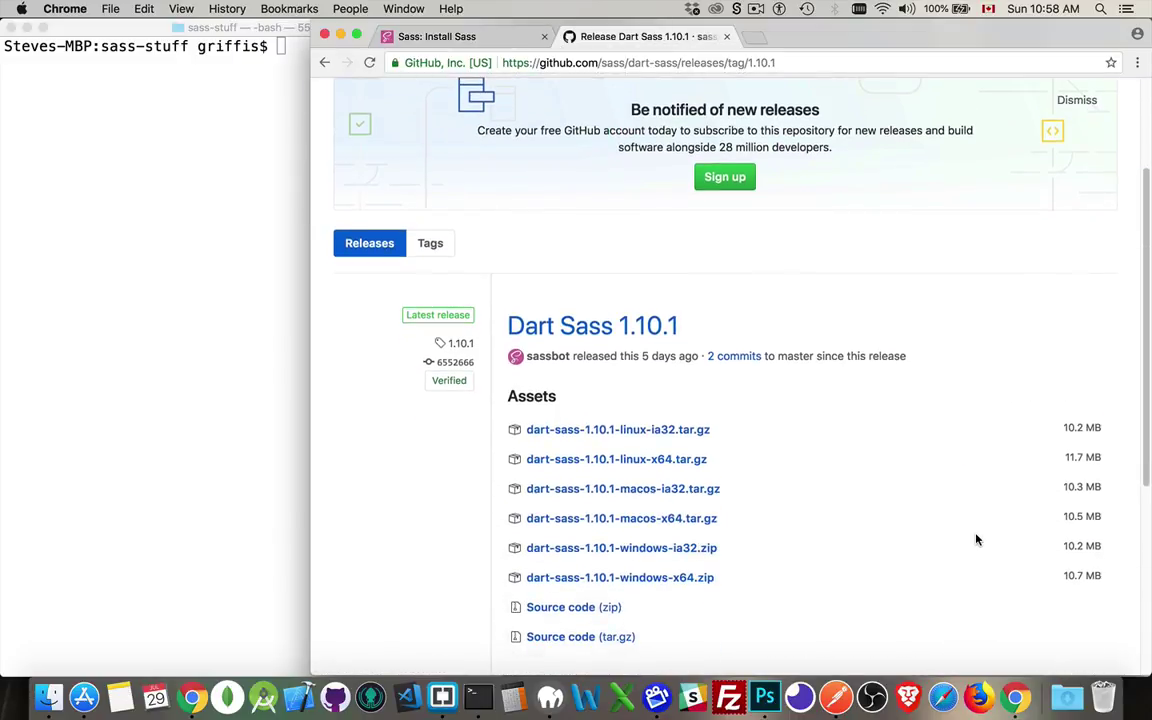 Chrome File Edit View History Bookmarks People Window Help 100% Sun 10:58 AM
sass-stuff — -bash — 55
Steves-MBP:sass-stuff griffis$
Sass: Install Sass
Release Dart Sass 1.10.1 · sass
GitHub, Inc. [US] https://github.com/sass/dart-sass/releases/tag/1.10.1
Be notified of new releases
Dismiss
Create your free GitHub account today to subscribe to this repository for new releases and build
software alongside 28 million developers.
Sign up
Releases Tags
Latest release
1.10.1
6552666
Verified
Dart Sass 1.10.1
sassbot released this 5 days ago · 2 commits to master since this release
Assets
dart-sass-1.10.1-linux-ia32.tar.gz 10.2 MB
dart-sass-1.10.1-linux-x64.tar.gz 11.7 MB
dart-sass-1.10.1-macos-ia32.tar.gz 10.3 MB
dart-sass-1.10.1-macos-x64.tar.gz 10.5 MB
dart-sass-1.10.1-windows-ia32.zip 10.2 MB
dart-sass-1.10.1-windows-x64.zip 10.7 MB
Source code (zip)
Source code (tar.gz)
JUL
29